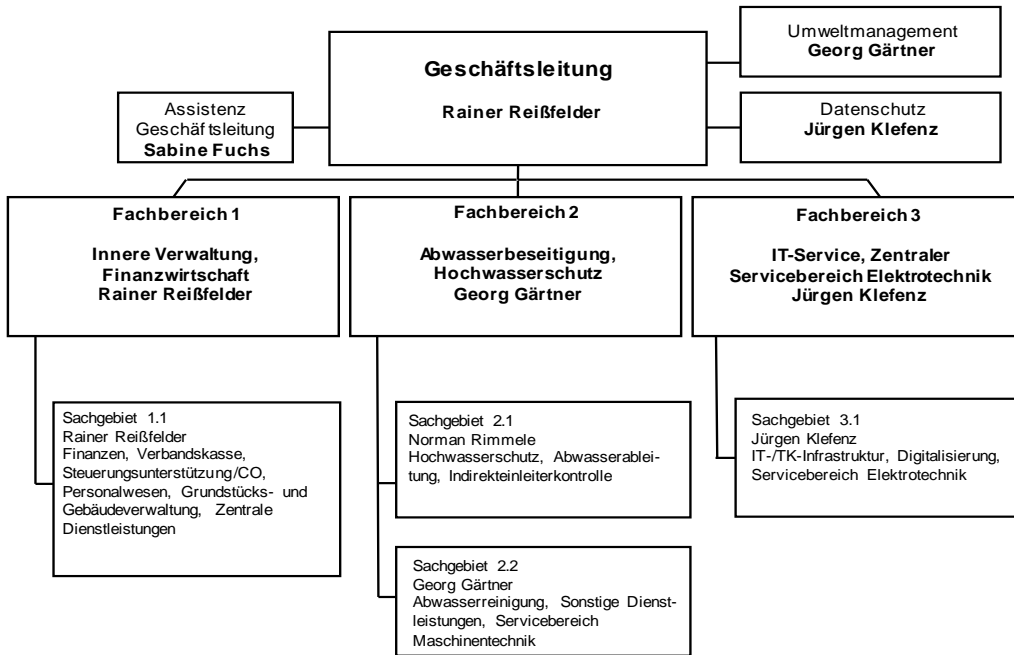 Geschäftsleitung
Rainer Reißfelder
Umweltmanagement
Georg Gärtner
Assistenz
Geschäftsleitung
Sabine Fuchs
Datenschutz
Jürgen Klefenz
Fachbereich 1
Innere Verwaltung,
Finanzwirtschaft
Rainer Reißfelder
Fachbereich 2
Abwasserbeseitigung,
Hochwasserschutz
Georg Gärtner
Fachbereich 3
IT-Service, Zentraler
Servicebereich Elektrotechnik
Jürgen Klefenz
Sachgebiet 1.1
Rainer Reißfelder
Finanzen, Verbandskasse,
Steuerungsunterstützung/CO,
Personalwesen, Grundstücks- und
Gebäudeverwaltung, Zentrale
Dienstleistungen
Sachgebiet 2.1
Norman Rimmele
Hochwasserschutz, Abwasserablei-
tung, Indirekteinleiterkontrolle
Sachgebiet 2.2
Georg Gärtner
Abwasserreinigung, Sonstige Dienst-
leistungen, Servicebereich
Maschinentechnik
Sachgebiet 3.1
Jürgen Klefenz
IT-/TK-Infrastruktur, Digitalisierung,
Servicebereich Elektrotechnik